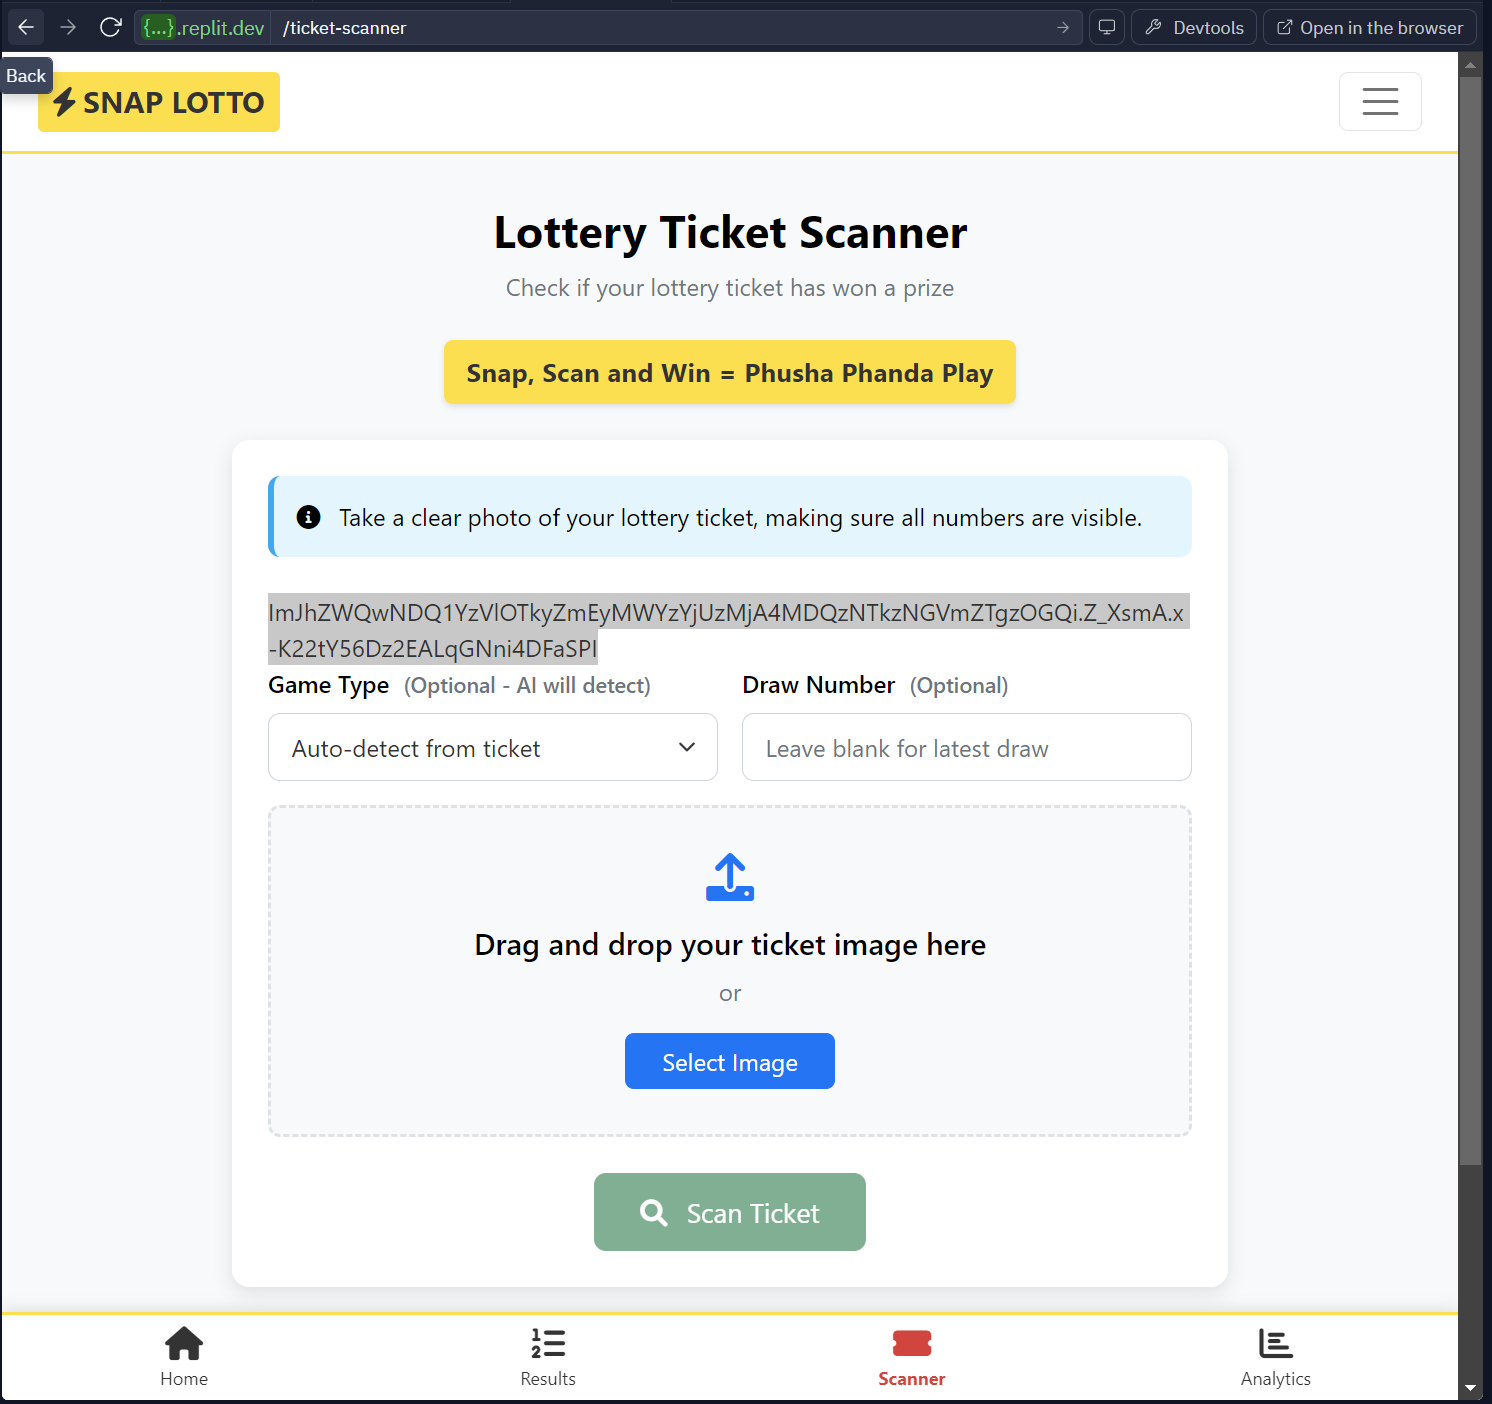 {...}.replit.dev /ticket-scanner
Devtools
Open in the browser
Back
SNAP LOTTO
Lottery Ticket Scanner
Check if your lottery ticket has won a prize
Snap, Scan and Win = Phusha Phanda Play
Take a clear photo of your lottery ticket, making sure all numbers are visible.
ImJhZWQwNDQ1YzVlOTkyZmEyMWYzYjUzMjA4MDQzNTkzNGVmZTgzOGQi.Z_XsmA.x
-K22tY56Dz2EALqGNni4DFaSPI
Game Type (Optional - AI will detect)
Draw Number (Optional)
Auto-detect from ticket
Leave blank for latest draw
Drag and drop your ticket image here
or
Select Image
Scan Ticket
Home
Results
Scanner
Analytics